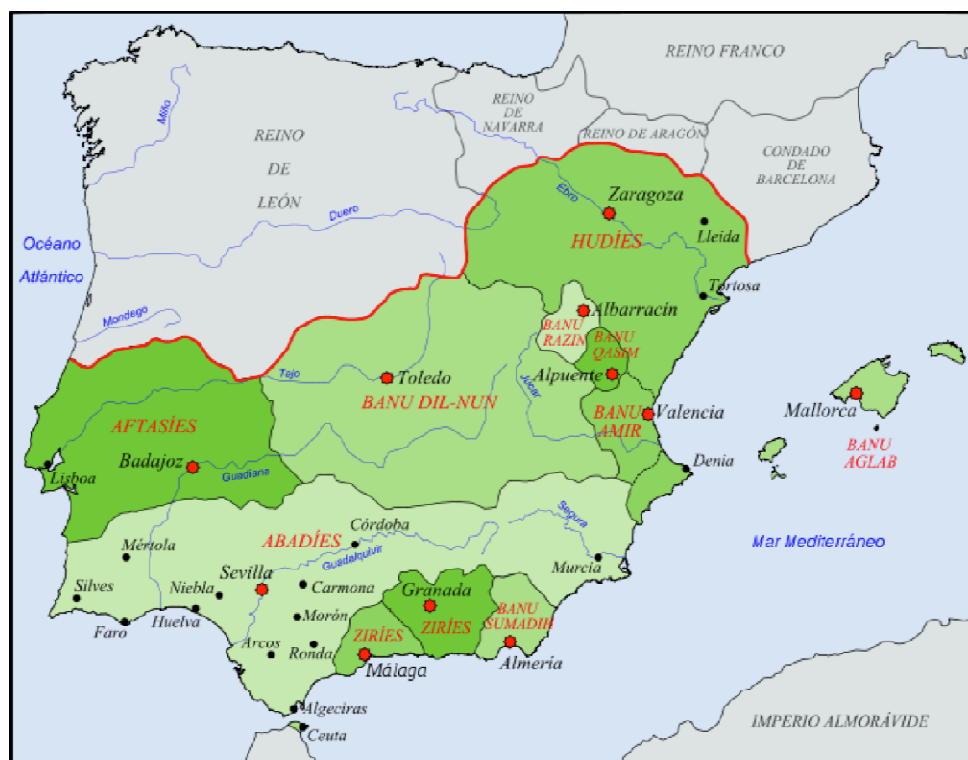 REINO FRANCO
REINO
DE
NAVARRA
REINO DE ARAGÓN
CONDADO
DE
BARCELONA
REINO
DE
LEÓN
Miño
Duero
Ebro
Océano
Atlántico
Mondego
Zaragoza
HUDÍES
Lleida
Tortosa
Albarracín
BANU
RAZIN
BANU
QASIM
Alpuente
Tajo
Toledo
BANU DIL-NUN
Júcar
AFTASÍES
Badajoz
Guadiana
Lisboa
BANU
AMIR
Valencia
Denia
Mallorca
BANU
AGLAB
Mar Mediterráneo
ABADÍES
Córdoba
Guadalquivir
Segura
Murcia
Mértola
Silves
Niebla
Sevilla
Carmona
Faro
Huelva
Morón
Arcos
Ronda
Granada
ZIRÍES
ZIRÍES
Málaga
BANU
SUMADIH
Almería
Algeciras
Ceuta
IMPERIO ALMORÁVIDE